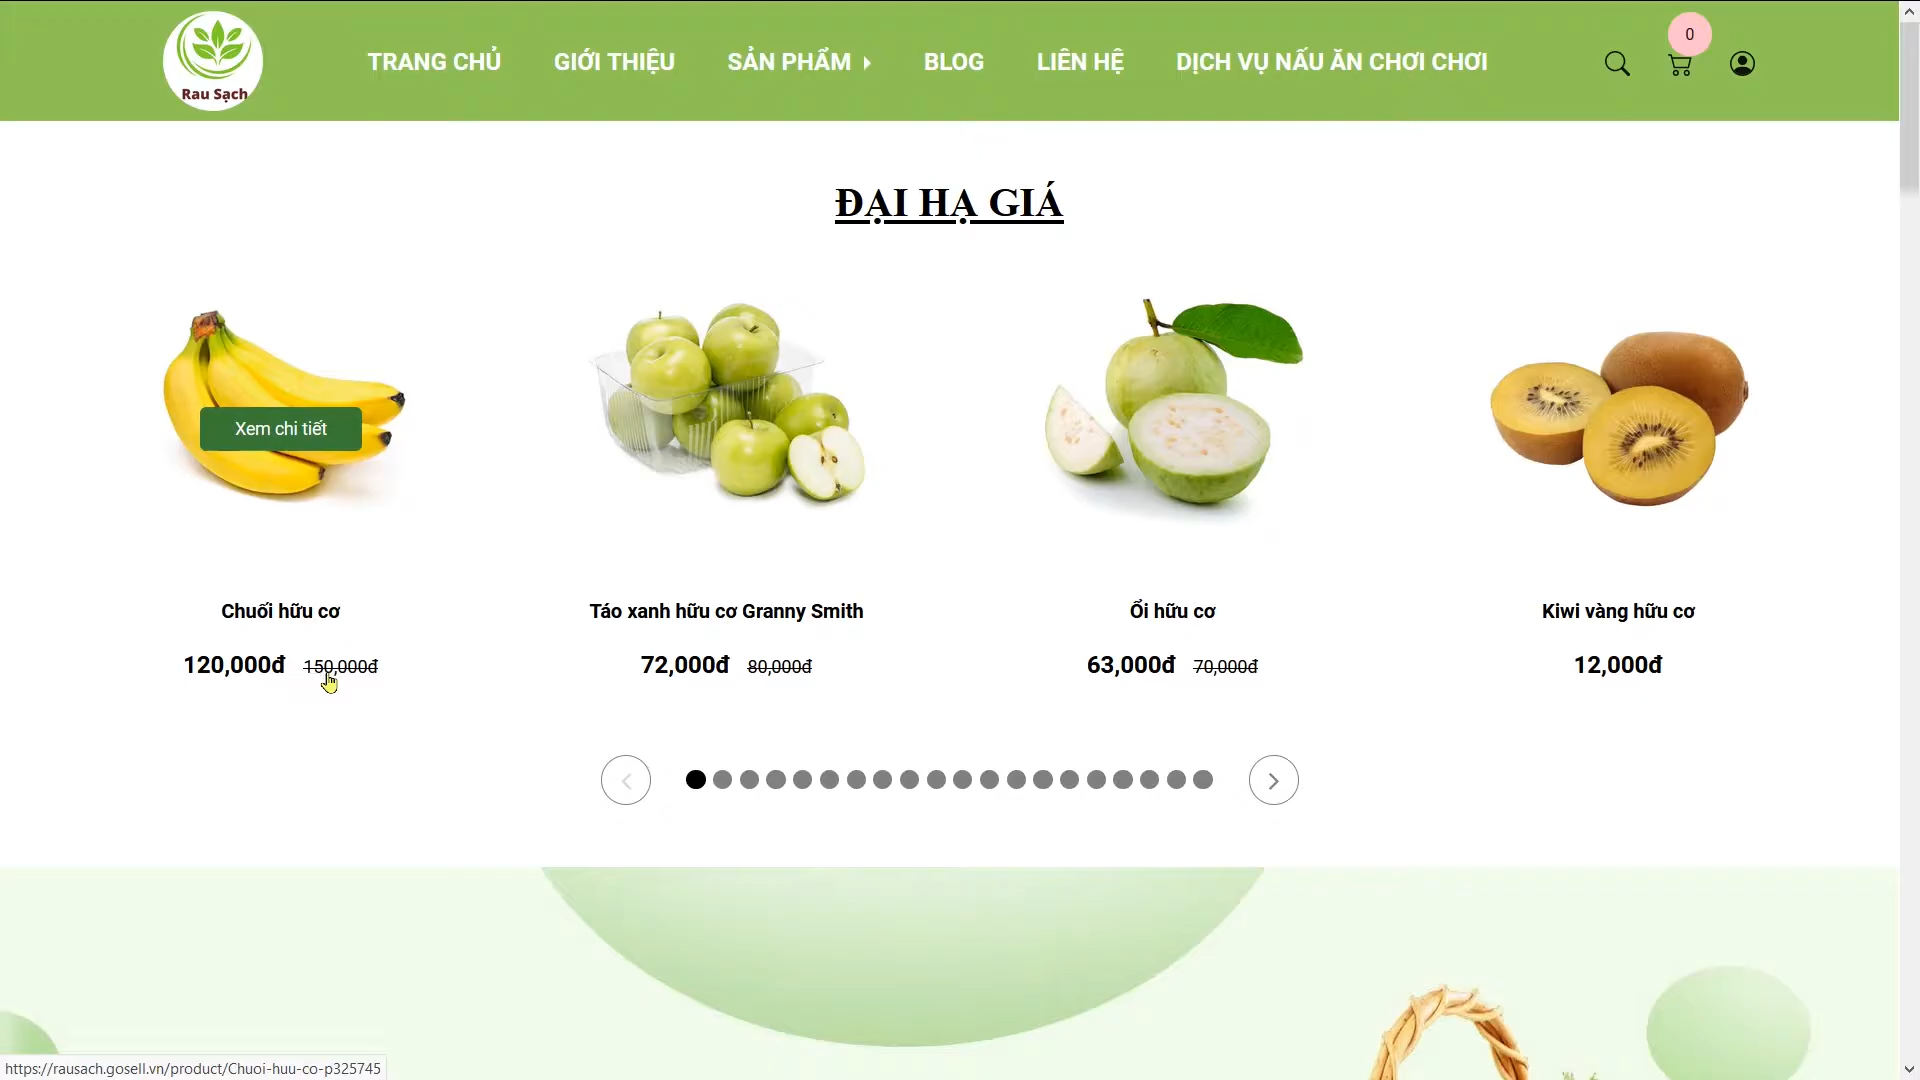 Rau Sạch
TRANG CHỦ
GIỚI THIỆU
SẢN PHẨM
BLOG
LIÊN HỆ
DỊCH VỤ NẤU ĂN CHƠI CHƠI
0
ĐẠI HẠ GIÁ
Xem chi tiết
Chuối hữu cơ
120,000đ 150,000đ
Táo xanh hữu cơ Granny Smith
72,000đ 80,000đ
Ổi hữu cơ
63,000đ 70,000đ
Kiwi vàng hữu cơ
12,000đ
https://rausach.gosell.vn/product/Chuoi-huu-co-p325745